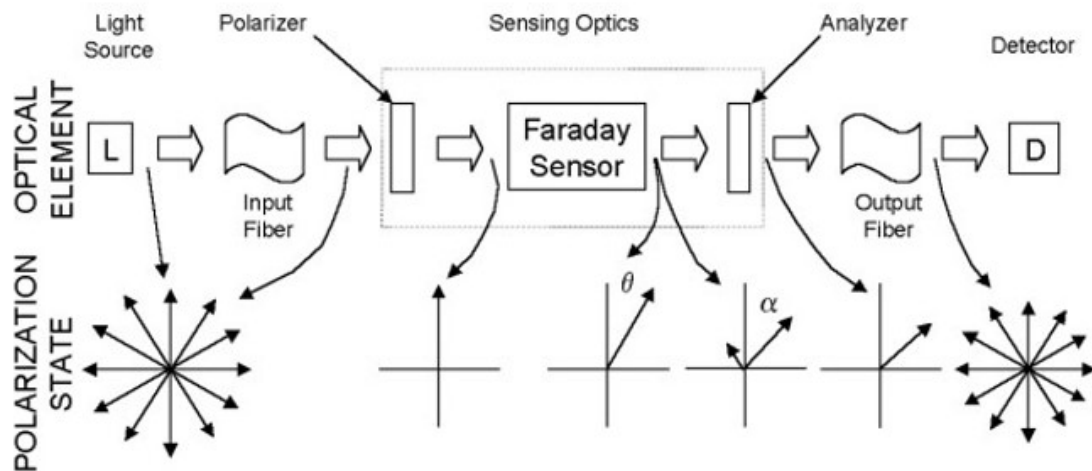 Light
Source
Polarizer
Sensing Optics
Analyzer
Detector
OPTICAL
ELEMENT
L
Input
Fiber
Faraday
Sensor
Output
Fiber
D
POLARIZATION
STATE
θ
α